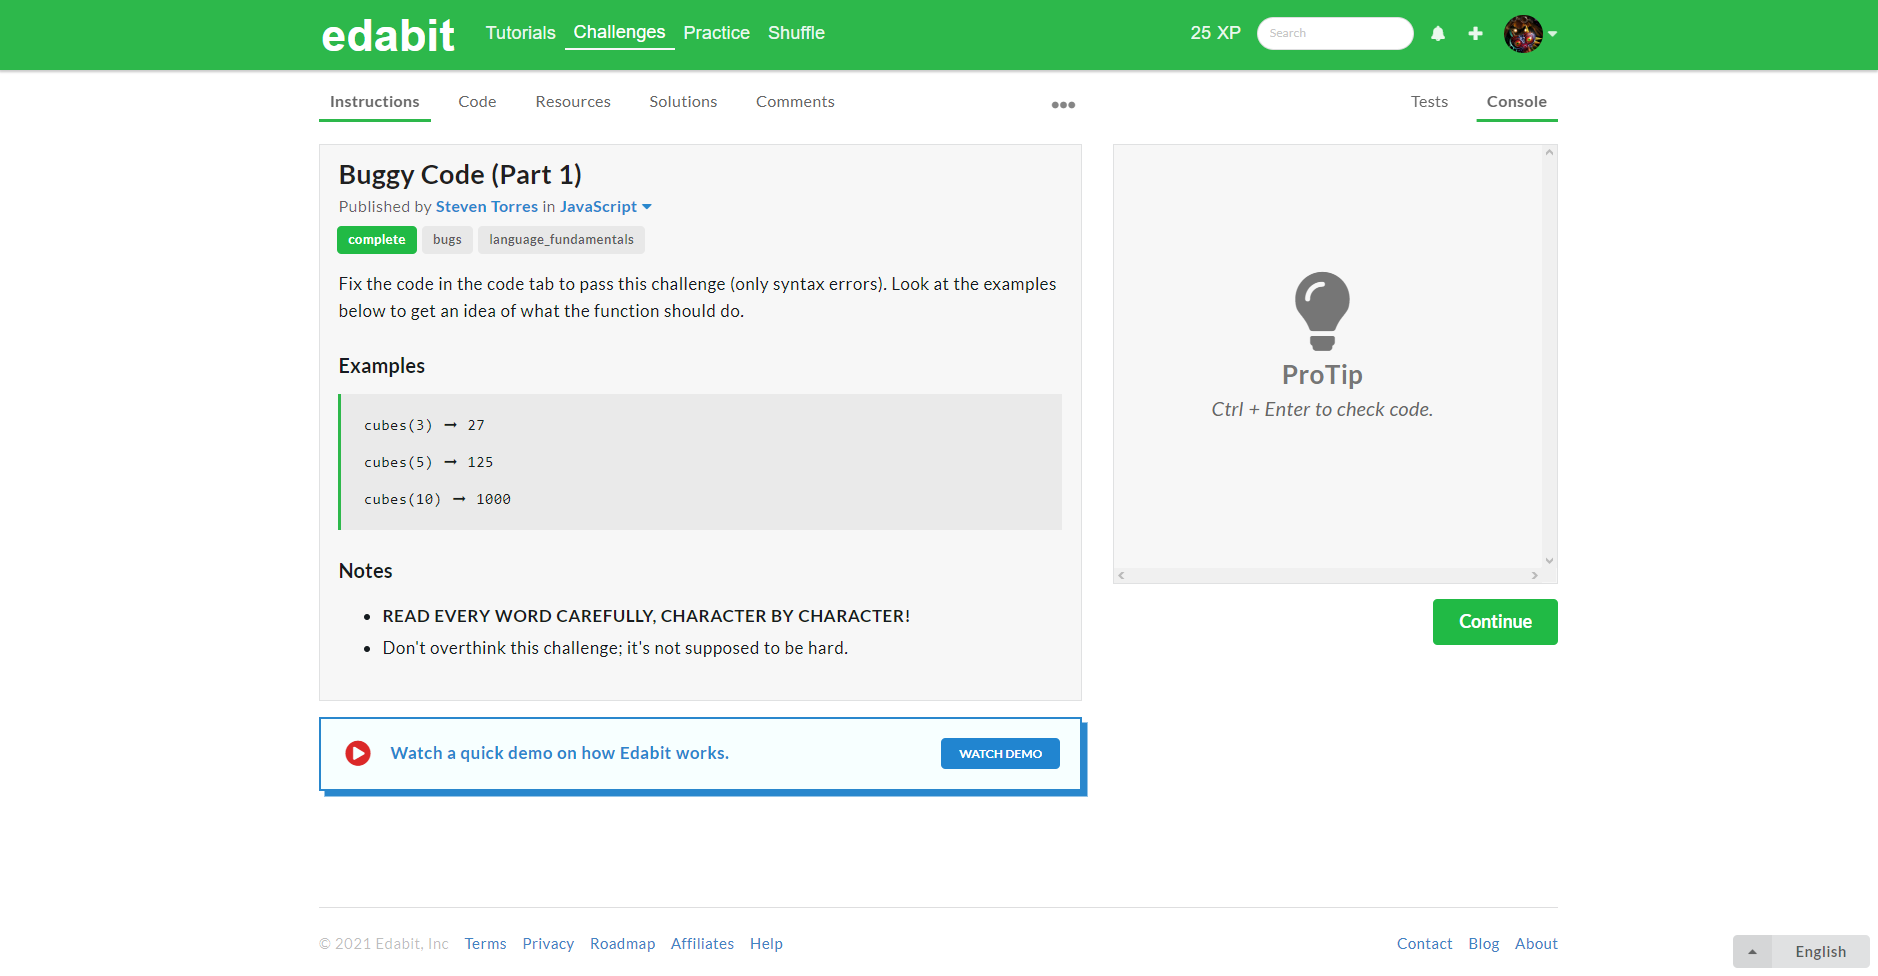 edabit Tutorials Challenges Practice Shuffle 25 XP Search
Instructions Code Resources Solutions Comments Tests Console
Buggy Code (Part 1)
Published by Steven Torres in JavaScript
complete bugs language_fundamentals
Fix the code in the code tab to pass this challenge (only syntax errors). Look at the examples
below to get an idea of what the function should do.
Examples
cubes(3) ➞ 27
cubes(5) ➞ 125
cubes(10) ➞ 1000
Notes
• READ EVERY WORD CAREFULLY, CHARACTER BY CHARACTER!
• Don't overthink this challenge; it's not supposed to be hard.
Watch a quick demo on how Edabit works. WATCH DEMO
ProTip
Ctrl + Enter to check code.
Continue
© 2021 Edabit, Inc Terms Privacy Roadmap Affiliates Help Contact Blog About
English